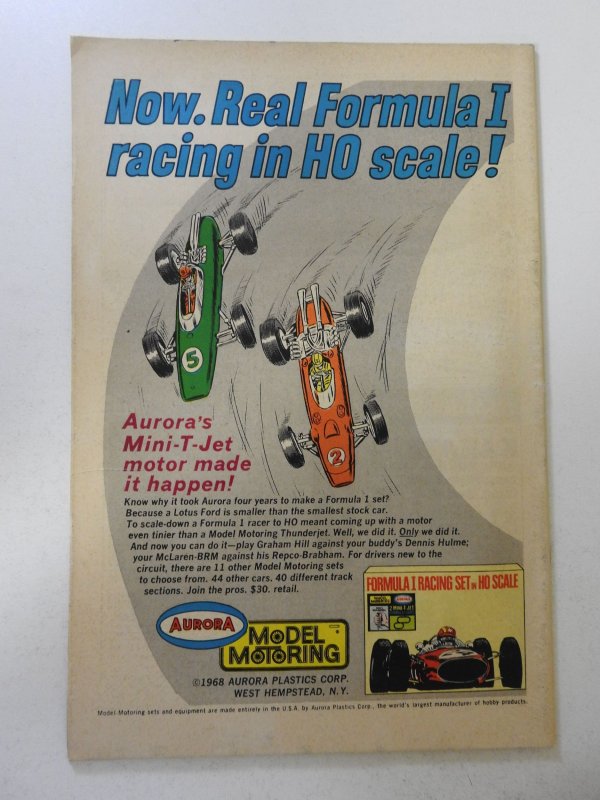 Now. Real Formula I
racing in HO scale!
5
2
Aurora's
Mini-T-Jet
motor made
it happen!
Know why it took Aurora four years to make a Formula 1 set?
Because a Lotus Ford is smaller than the smallest stock car.
To scale-down a Formula 1 racer to HO meant coming up with a motor
even tinier than a Model Motoring Thunderjet. Well, we did it. Only we did it.
And now you can do it—play Graham Hill against your buddy's Dennis Hulme;
your McLaren-BRM against his Repco-Brabham. For drivers new to the
circuit, there are 11 other Model Motoring sets
to choose from. 44 other cars. 40 different track
sections. Join the pros. $30. retail.
FORMULA I RACING SET IN HO SCALE
AURORA
2 MINI T-JET
AURORA
MODEL
MOTORING
©1968 AURORA PLASTICS CORP.
WEST HEMPSTEAD, N.Y.
Model Motoring sets and equipment are made entirely in the U.S.A. by Aurora Plastics Corp., the world's largest manufacturer of hobby products.